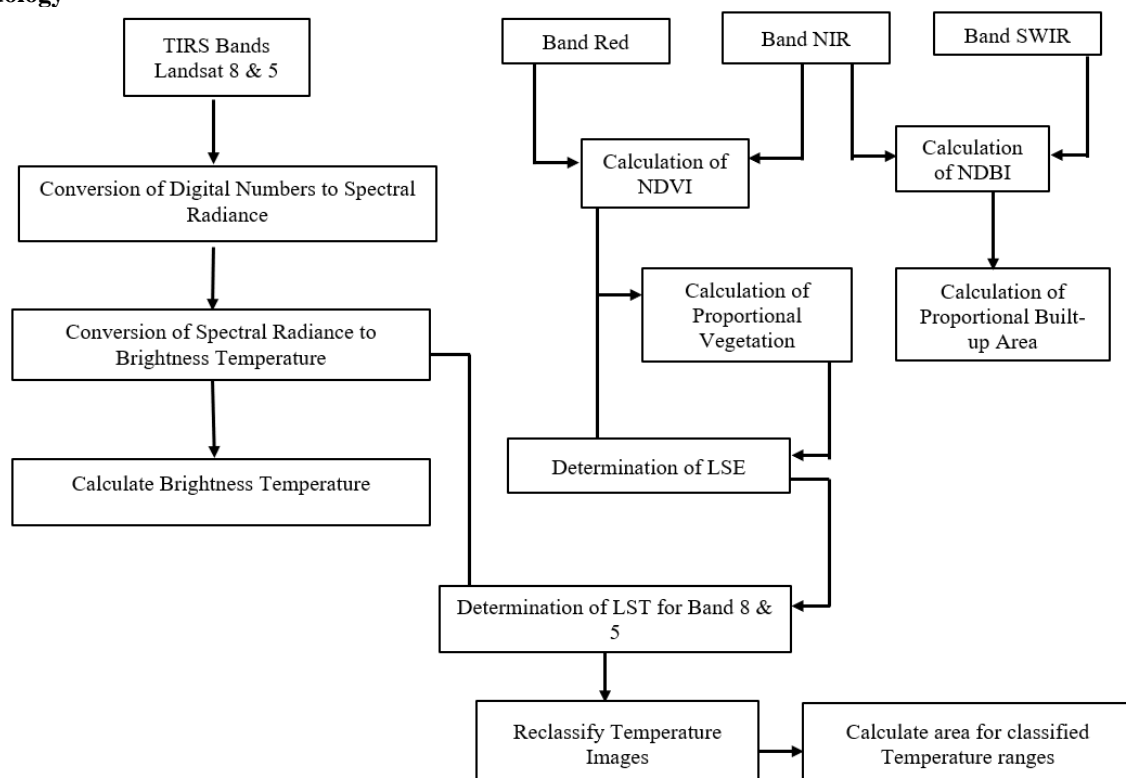 TIRS Bands
Landsat 8 & 5
Band Red
Band NIR
Band SWIR
Conversion of Digital Numbers to Spectral
Radiance
Calculation of
NDVI
Calculation
of NDBI
Conversion of Spectral Radiance to
Brightness Temperature
Calculation of
Proportional
Vegetation
Calculation of
Proportional Built-
up Area
Calculate Brightness Temperature
Determination of LSE
Determination of LST for Band 8 &
5
Reclassify Temperature
Images
Calculate area for classified
Temperature ranges